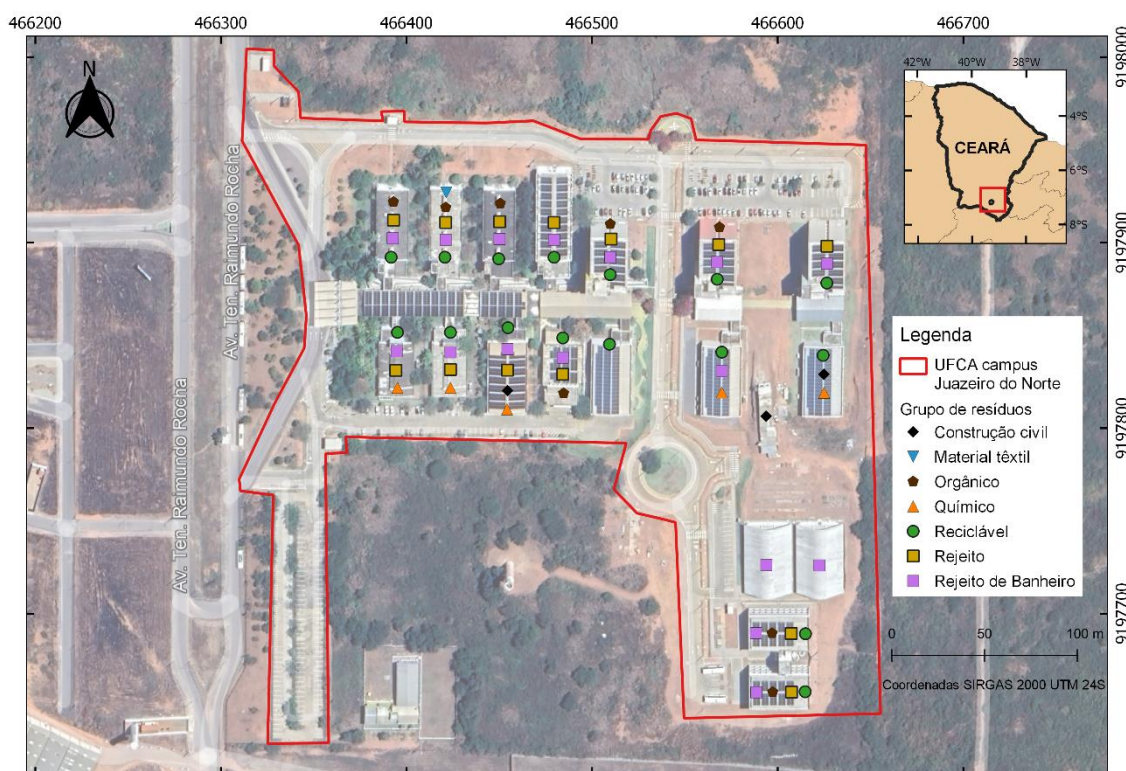 466200
466300
466400
466500
466600
466700
9198000
9197900
9197800
9197700
N
Av. Ten. Raimundo Rocha
Av. Ten. Raimundo Rocha
42°W
40°W
38°W
4°S
6°S
8°S
CEARÁ
Legenda
UFCA campus
Juazeiro do Norte
Grupo de resíduos
Construção civil
Material têxtil
Orgânico
Químico
Reciclável
Rejeito
Rejeito de Banheiro
0
50
100 m
Coordenadas SIRGAS 2000 UTM 24S